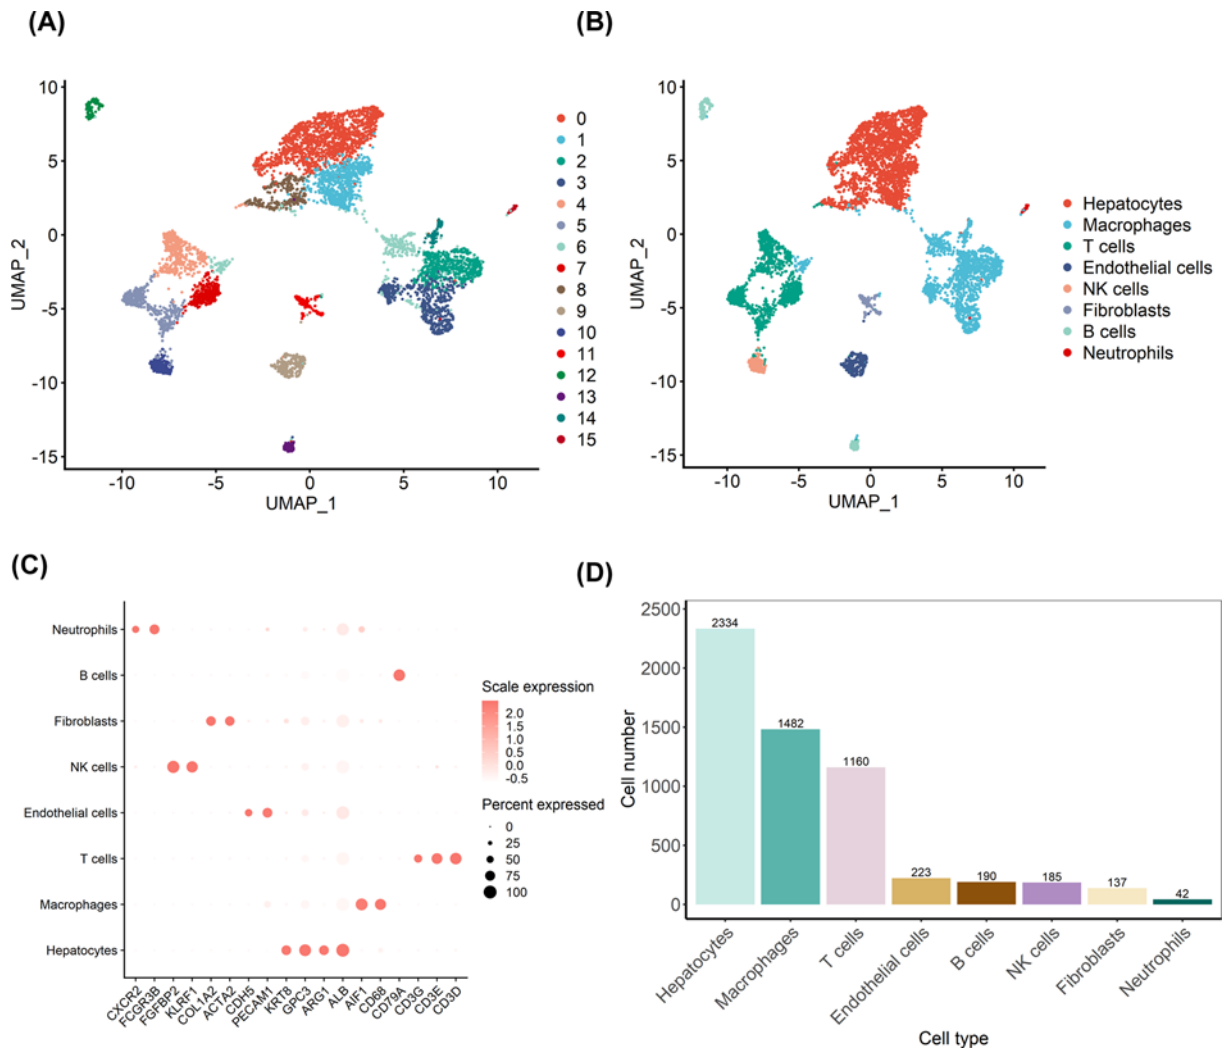 (A)
(B)
UMAP_2
10
5
0
-5
-10
-15
-10
-5
0
5
10
UMAP_1
0
1
2
3
4
5
6
7
8
9
10
11
12
13
14
15
UMAP_2
10
5
0
-5
-10
-15
-10
-5
0
5
10
UMAP_1
Hepatocytes
Macrophages
T cells
Endothelial cells
NK cells
Fibroblasts
B cells
Neutrophils
(C)
Neutrophils
B cells
Fibroblasts
NK cells
Endothelial cells
T cells
Macrophages
Hepatocytes
CXCR2
FCGR3B
FGFBP2
KLRF1
COL1A2
ACTA2
CDH5
PECAM1
KRT8
GPC3
ARG1
ALB
AIF1
CD68
CD79A
CD3G
CD3E
CD3D
Scale expression
2.0
1.5
1.0
0.5
0.0
-0.5
Percent expressed
0
25
50
75
100
(D)
Cell number
2500
2000
1500
1000
500
0
2334
1482
1160
223
190
185
137
42
Hepatocytes
Macrophages
T cells
Endothelial cells
B cells
NK cells
Fibroblasts
Neutrophils
Cell type